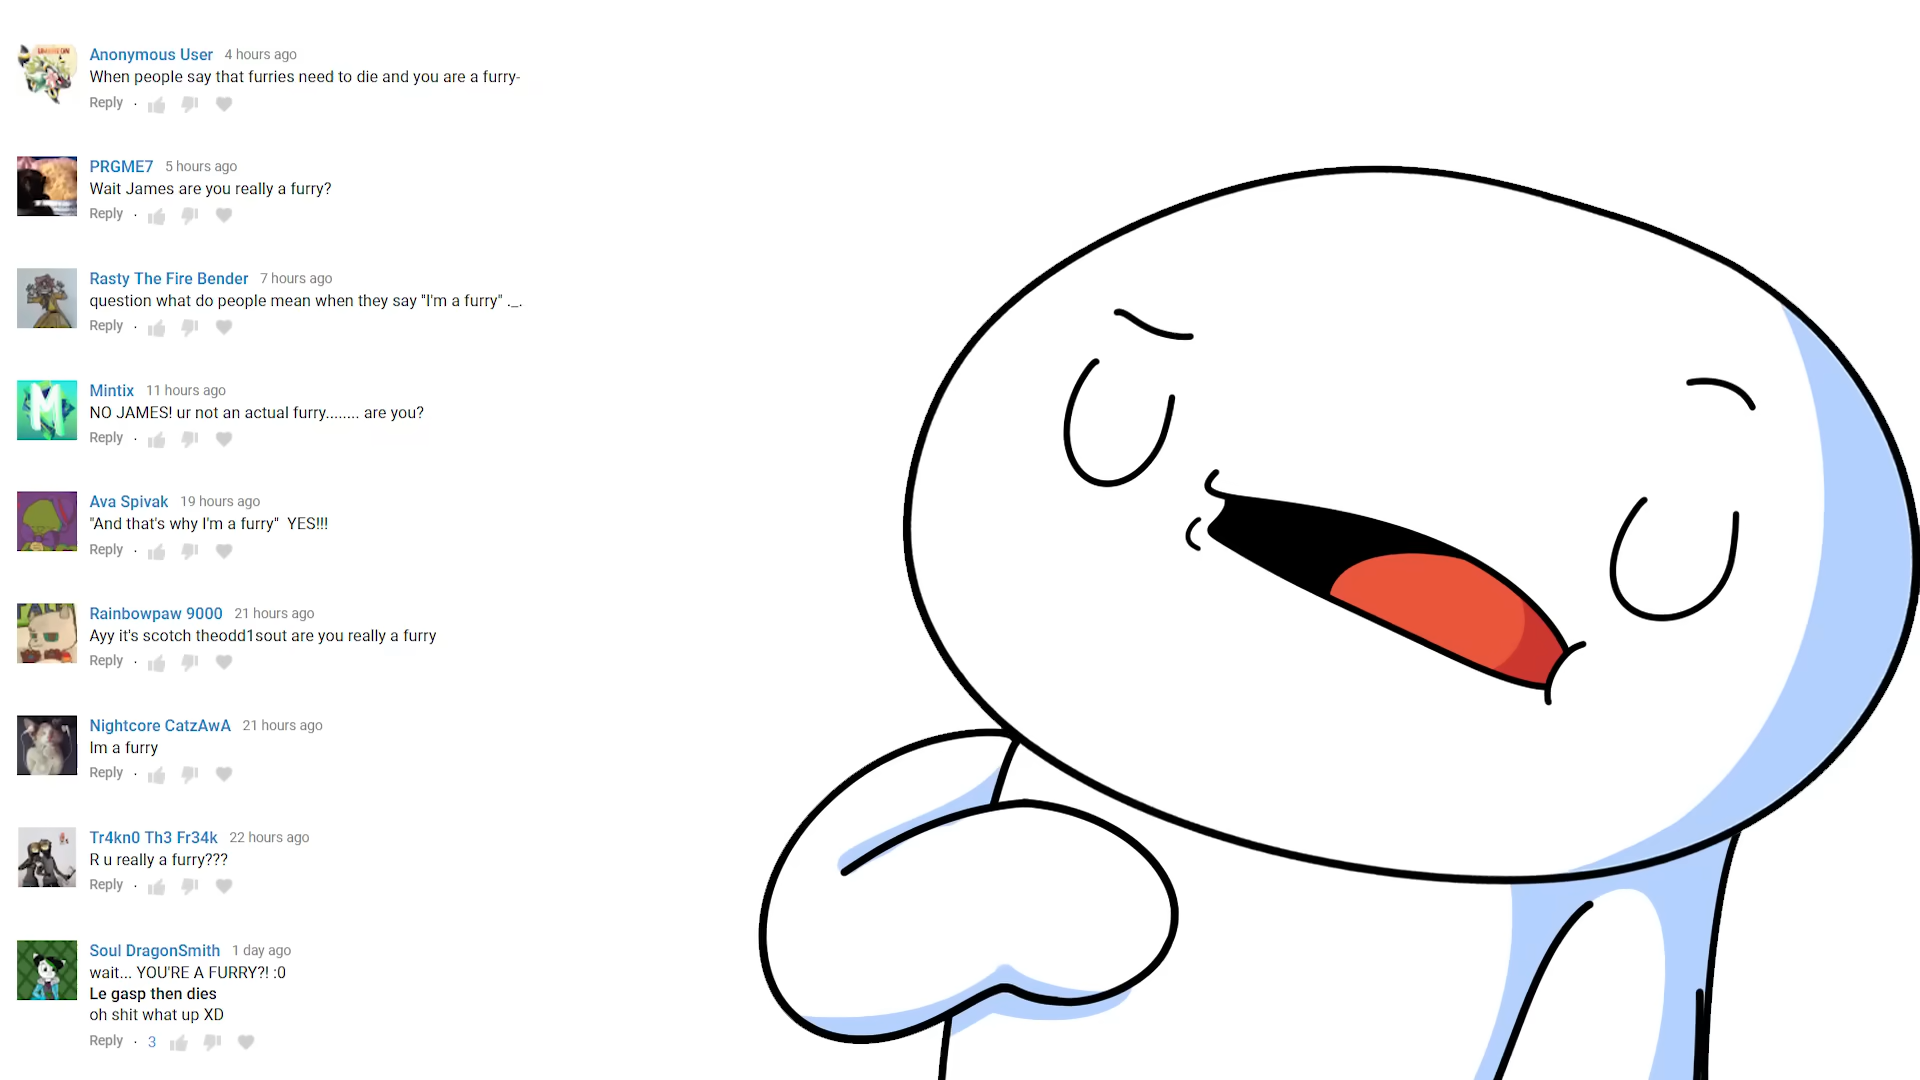 Anonymous User 4 hours ago
When people say that furries need to die and you are a furry-
Reply ·
PRGME7 5 hours ago
Wait James are you really a furry?
Reply ·
Rasty The Fire Bender 7 hours ago
question what do people mean when they say "I'm a furry" ._.
Reply ·
Mintix 11 hours ago
NO JAMES! ur not an actual furry........ are you?
Reply ·
Ava Spivak 19 hours ago
"And that's why I'm a furry"  YES!!!
Reply ·
Rainbowpaw 9000 21 hours ago
Ayy it's scotch theodd1sout are you really a furry
Reply ·
Nightcore CatzAwA 21 hours ago
Im a furry
Reply ·
Tr4kn0 Th3 Fr34k 22 hours ago
R u really a furry???
Reply ·
Soul DragonSmith 1 day ago
wait... YOU'RE A FURRY?! :0
Le gasp then dies
oh shit what up XD
Reply · 3